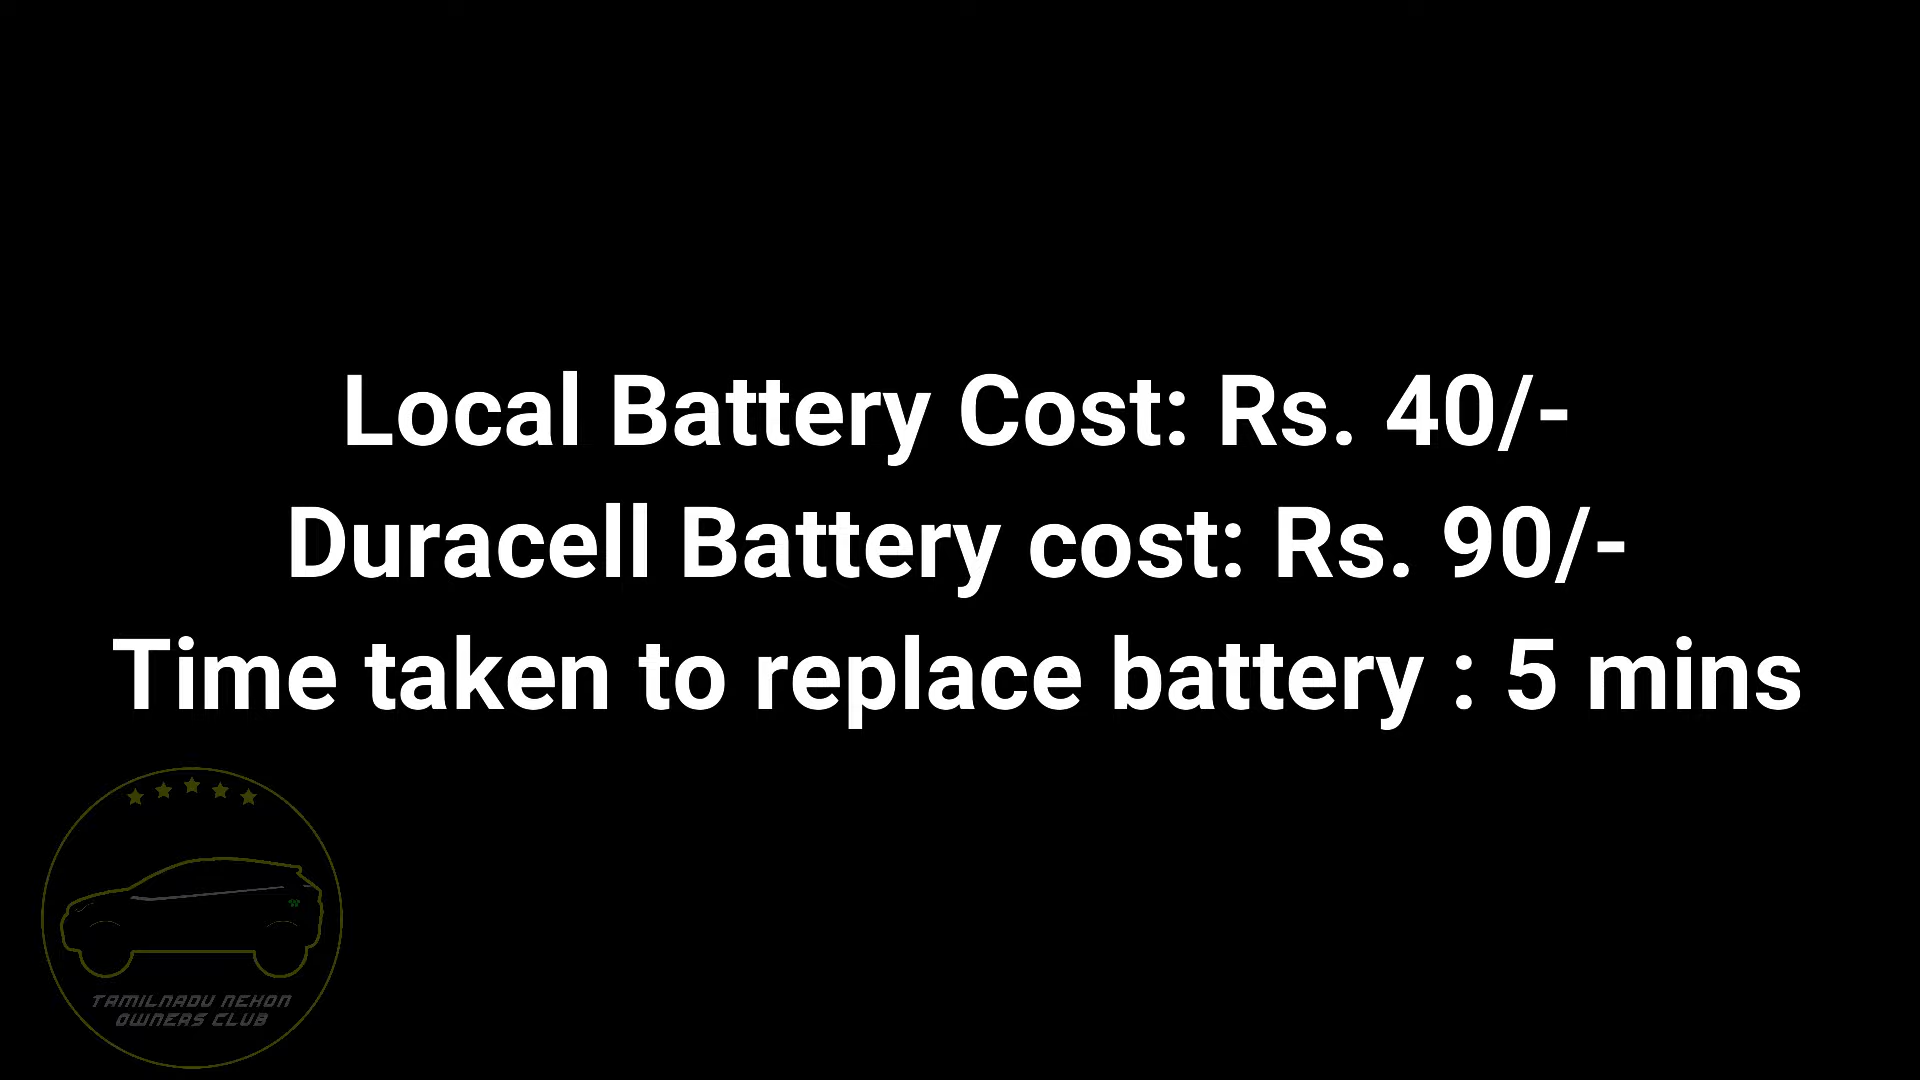 Local Battery Cost: Rs. 40/-
Duracell Battery cost: Rs. 90/-
Time taken to replace battery : 5 mins
TAMILNADU NEXON
OWNERS CLUB